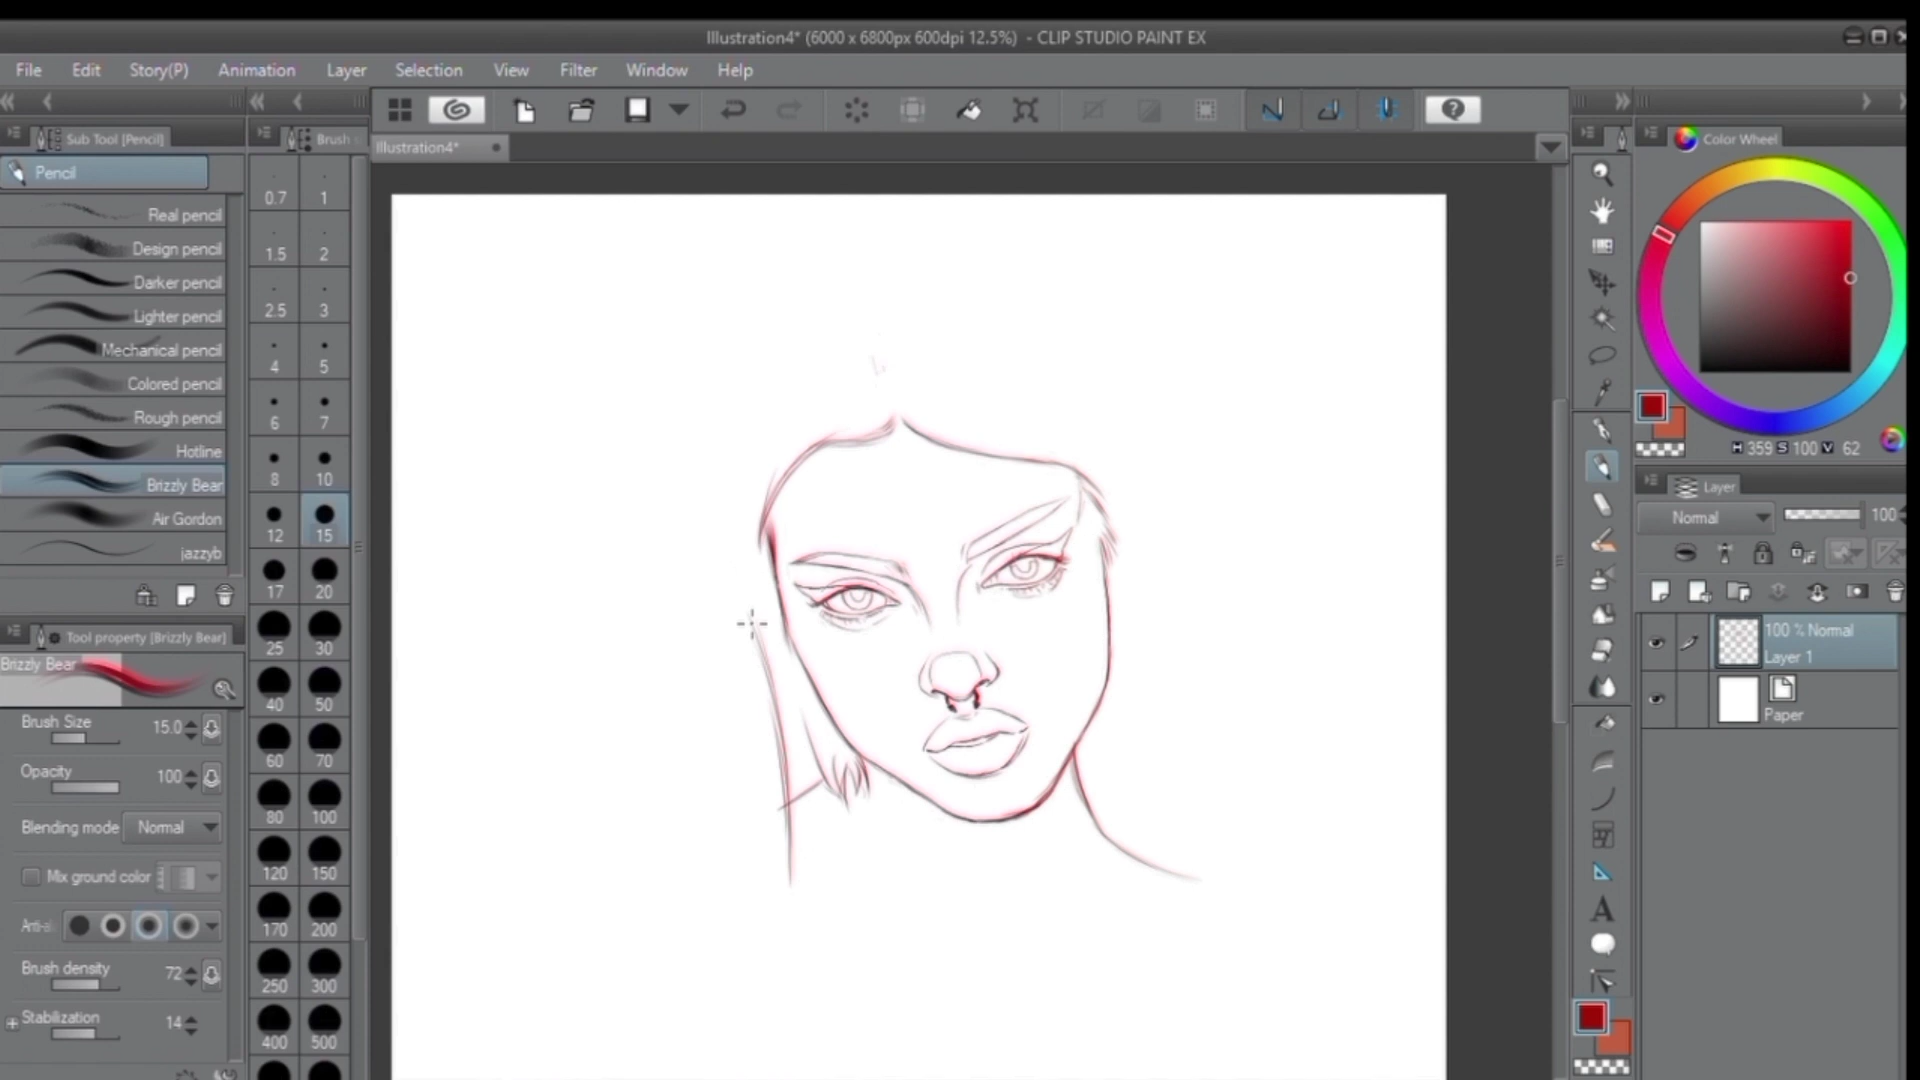 Illustration4* (6000 x 6800px 600dpi 12.5%) - CLIP STUDIO PAINT EX
File Edit Story(P) Animation Layer Selection View Filter Window Help
Sub Tool [Pencil]
Brush
Illustration4*
Color Wheel
Pencil
Real pencil
Design pencil
Darker pencil
Lighter pencil
Mechanical pencil
Colored pencil
Rough pencil
Hotline
Brizzly Bear
Air Gordon
jazzyb
0.7 1
1.5 2
2.5 3
4 5
6 7
8 10
12 15
17 20
25 30
40 50
60 70
80 100
120 150
170 200
250 300
400 500
Tool property [Brizzly Bear]
Brizzly Bear
Brush Size 15.0
Opacity 100
Blending mode Normal
Mix ground color
Brush density 72
Stabilization 14
H 359 S 100 V 62
Layer
Normal 100
100 % Normal
Layer 1
Paper